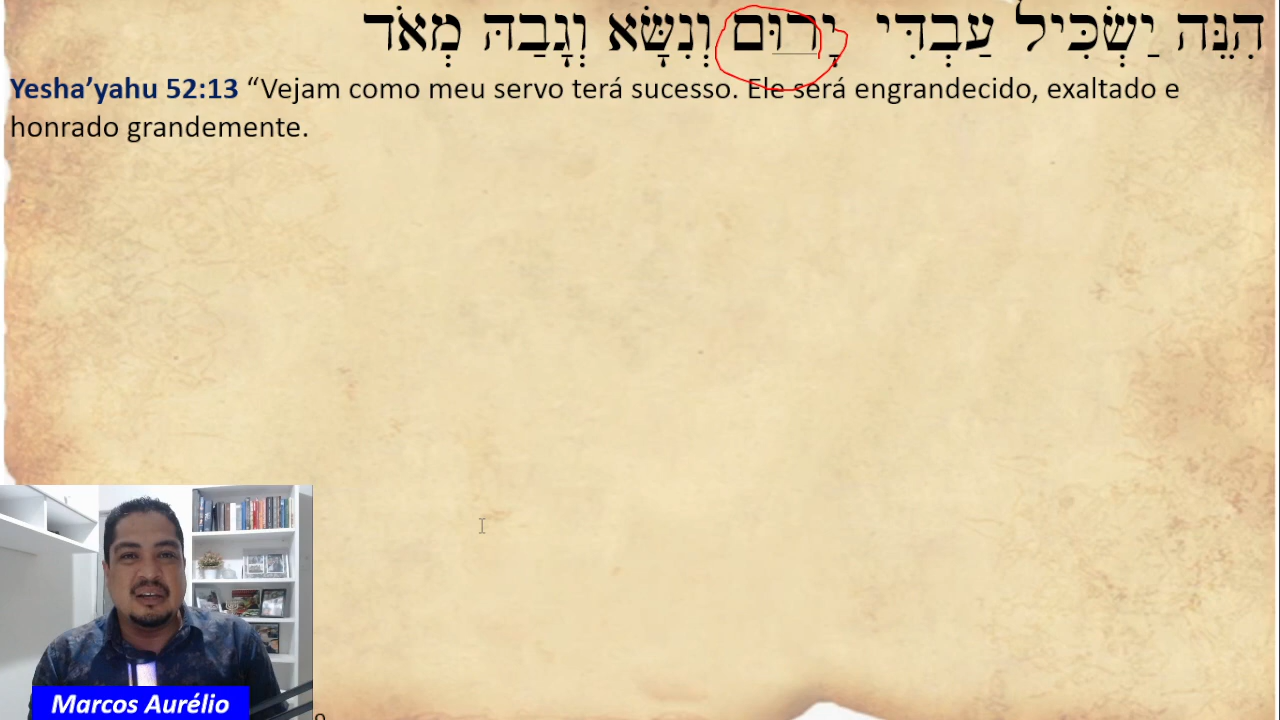 הִנֵּה יַשְׂכִּיל עַבְדִּי יָרוּם וְנִשָּׂא וְגָבַהּ מְאֹד
Yesha’yahu 52:13 “Vejam como meu servo terá sucesso. Ele será engrandecido, exaltado e
honrado grandemente.
Marcos Aurélio